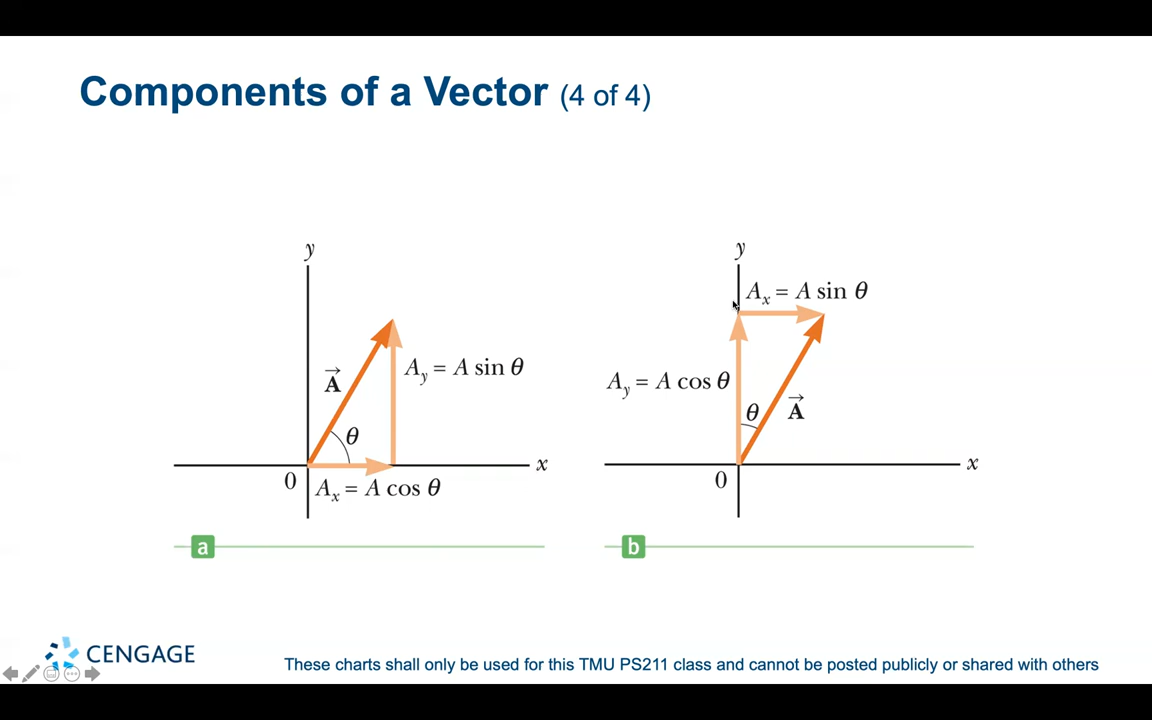 Components of a Vector (4 of 4)
y
A⃗
θ
A_y = A sin θ
x
0
A_x = A cos θ
a
y
A_x = A sin θ
A_y = A cos θ
θ
A⃗
x
0
b
CENGAGE
These charts shall only be used for this TMU PS211 class and cannot be posted publicly or shared with others